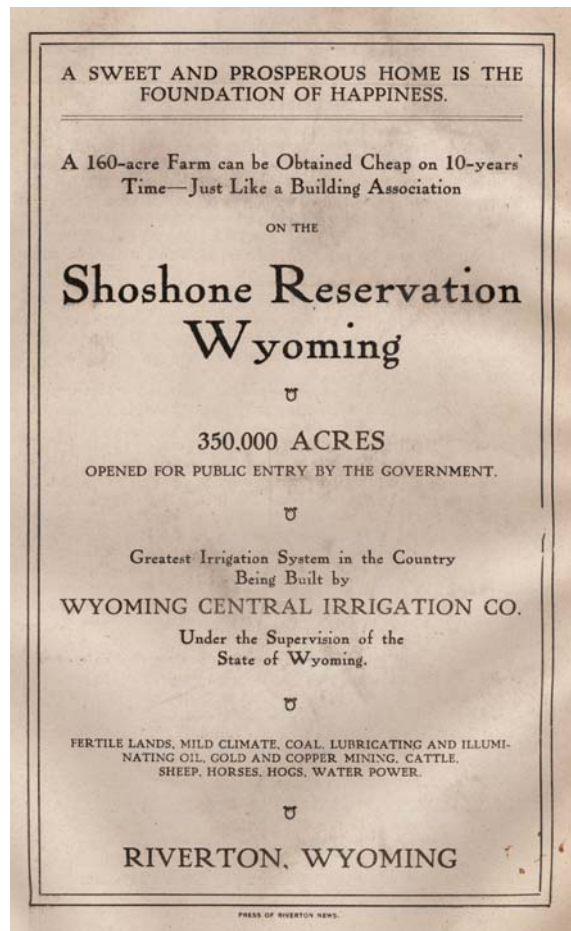 A SWEET AND PROSPEROUS HOME IS THE
FOUNDATION OF HAPPINESS.
A 160-acre Farm can be Obtained Cheap on 10-years'
Time—Just Like a Building Association
ON THE
Shoshone Reservation
Wyoming
350,000 ACRES
OPENED FOR PUBLIC ENTRY BY THE GOVERNMENT.
Greatest Irrigation System in the Country
Being Built by
WYOMING CENTRAL IRRIGATION CO.
Under the Supervision of the
State of Wyoming.
FERTILE LANDS, MILD CLIMATE, COAL, LUBRICATING AND ILLUMI-
NATING OIL, GOLD AND COPPER MINING, CATTLE,
SHEEP, HORSES, HOGS, WATER POWER.
RIVERTON, WYOMING
PRESS OF RIVERTON NEWS.